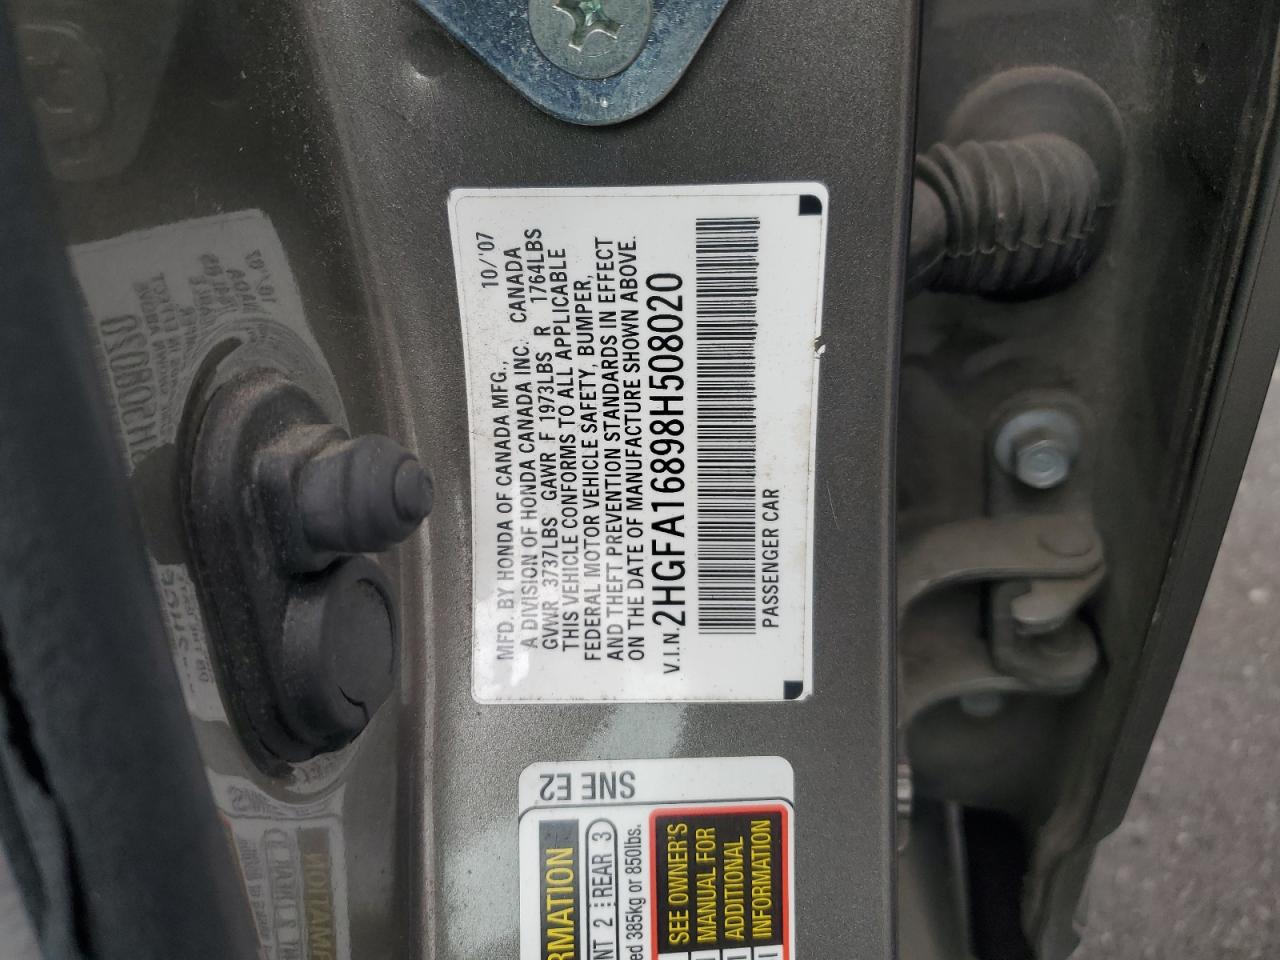 MFD. BY HONDA OF CANADA MFG., 10/'07
A DIVISION OF HONDA CANADA INC. CANADA
GVWR 3737LBS GAWR F 1973LBS R 1764LBS
THIS VEHICLE CONFORMS TO ALL APPLICABLE
FEDERAL MOTOR VEHICLE SAFETY, BUMPER,
AND THEFT PREVENTION STANDARDS IN EFFECT
ON THE DATE OF MANUFACTURE SHOWN ABOVE.
V.I.N. 2HGFA16898H508020
PASSENGER CAR
SNE E2
RMATION
NT 2 REAR 3
ed 385kg or 850lbs.
SEE OWNER'S
MANUAL FOR
ADDITIONAL
INFORMATION